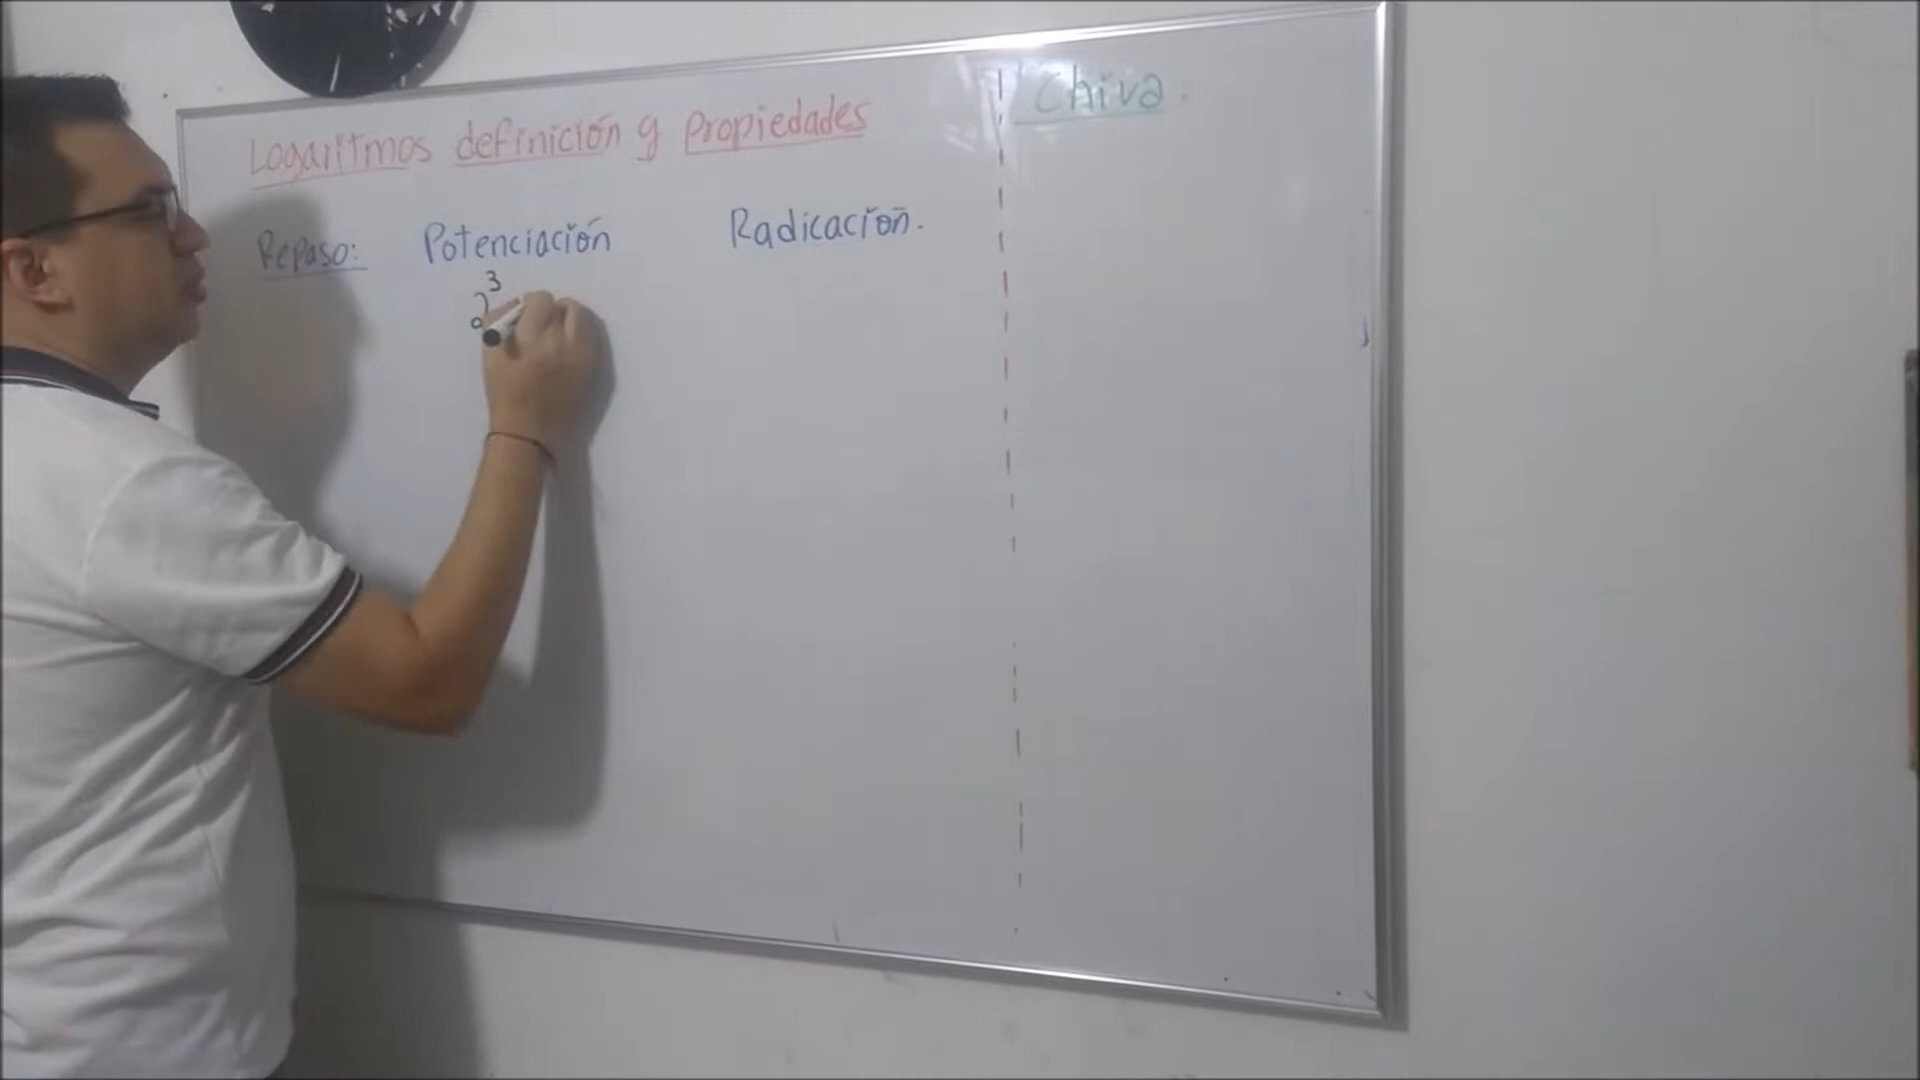 Logaritmos definición y Propiedades
Chiva:
Repaso: Potenciación Radicación.
2³